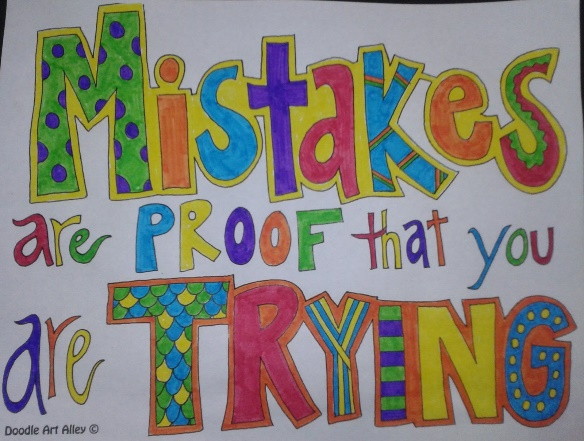 Mistakes
are PROOF that you
are TRYING
Doodle Art Alley ©